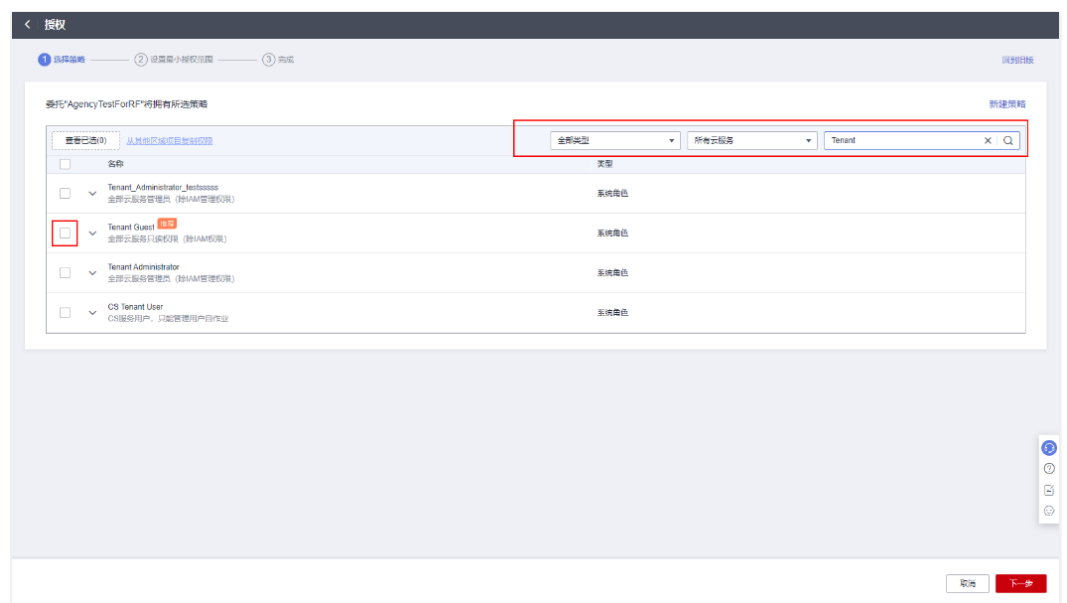 授权
1 选择策略 2 设置最小授权范围 3 完成 回到旧版
委托"AgencyTestForRF"将拥有所选策略 新建策略
查看已选(0) 从其他区域项目复制权限 全部类型 所有云服务 Tenant
名称 类型
Tenant_Administrator_testsssss
全部云服务管理员（除IAM管理权限） 系统角色
Tenant Guest 推荐
全部云服务只读权限（除IAM权限） 系统角色
Tenant Administrator
全部云服务管理员（除IAM管理权限） 系统角色
CS Tenant User
CS服务用户，只能管理用户自作业 系统角色
取消 下一步